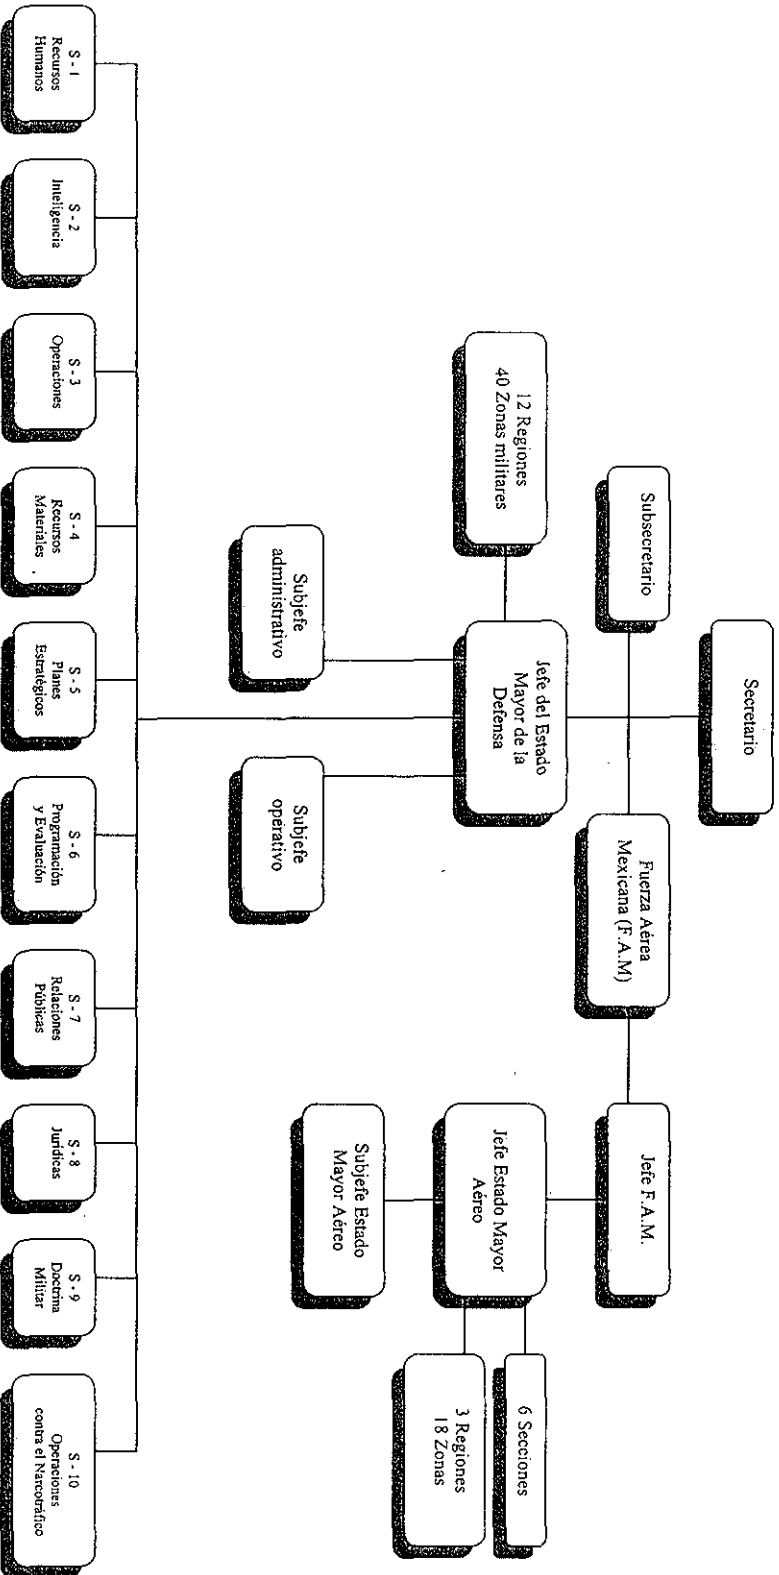 Secretario
Subsecretario
Fuerza Aérea
Mexicana (F.A.M)
Jefe F.A.M.
12 Regiones
40 Zonas militares
Jefe del Estado
Mayor de la
Defensa
Jefe Estado Mayor
Aéreo
6 Secciones
3 Regiones
18 Zonas
Subjefe
administrativo
Subjefe
operativo
Subjefe Estado
Mayor Aéreo
S - 1
Recursos
Humanos
S - 2
Inteligencia
S - 3
Operaciones
S - 4
Recursos
Materiales
S - 5
Planes
Estratégicos
S - 6
Programación
y Evaluación
S - 7
Relaciones
Públicas
S - 8
Jurídicas
S - 9
Doctrina
Militar
S - 10
Operaciones
contra el Narcotráfico